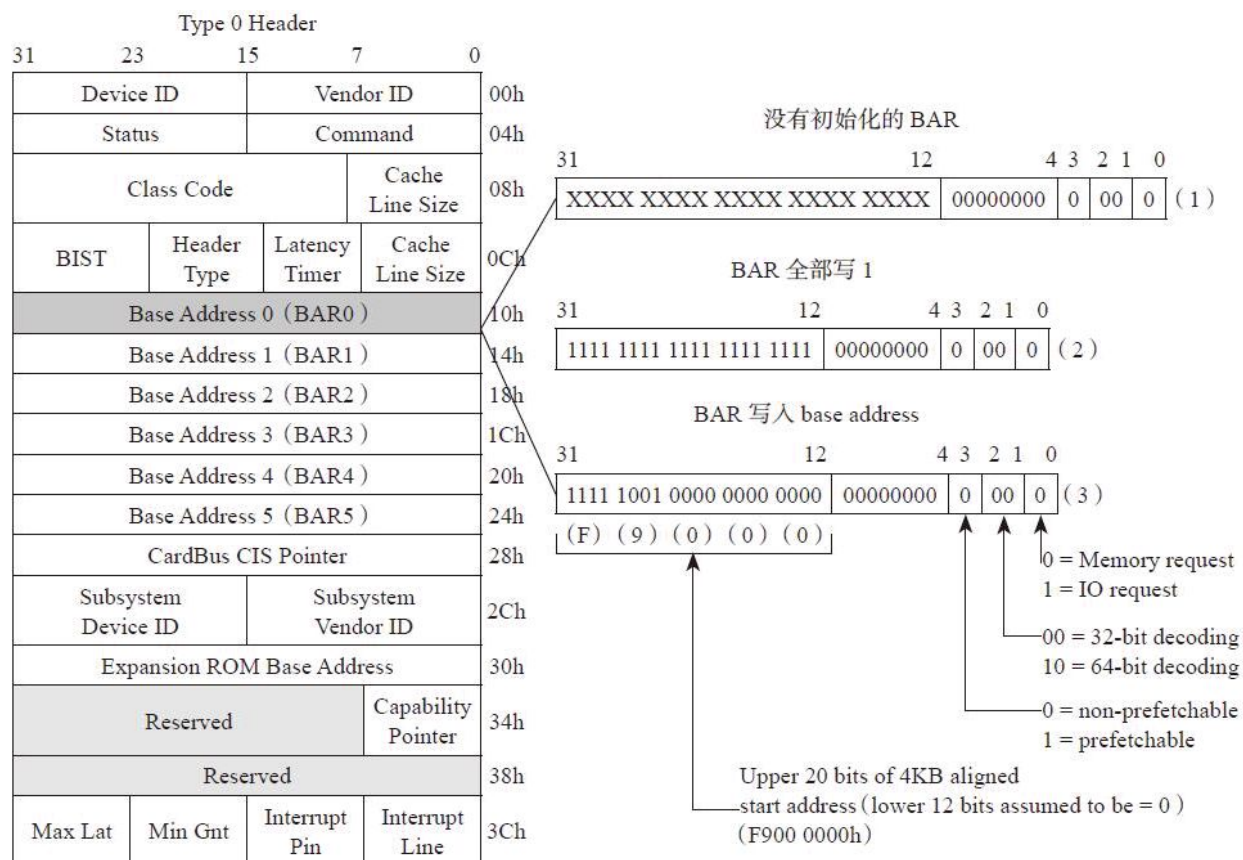 Type 0 Header
31 23 15 7 0
Device ID Vendor ID 00h
Status Command 04h
Class Code Cache Line Size 08h
BIST Header Type Latency Timer Cache Line Size 0Ch
Base Address 0（BAR0） 10h
Base Address 1（BAR1） 14h
Base Address 2（BAR2） 18h
Base Address 3（BAR3） 1Ch
Base Address 4（BAR4） 20h
Base Address 5（BAR5） 24h
CardBus CIS Pointer 28h
Subsystem Device ID Subsystem Vendor ID 2Ch
Expansion ROM Base Address 30h
Reserved Capability Pointer 34h
Reserved 38h
Max Lat Min Gnt Interrupt Pin Interrupt Line 3Ch
没有初始化的 BAR
31 12 4 3 2 1 0
XXXX XXXX XXXX XXXX XXXX 00000000 0 00 0 （1）
BAR 全部写 1
31 12 4 3 2 1 0
1111 1111 1111 1111 1111 00000000 0 00 0 （2）
BAR 写入 base address
31 12 4 3 2 1 0
1111 1001 0000 0000 0000 00000000 0 00 0 （3）
（F）（9）（0）（0）（0）
0 = Memory request
1 = IO request
00 = 32-bit decoding
10 = 64-bit decoding
0 = non-prefetchable
1 = prefetchable
Upper 20 bits of 4KB aligned
start address（lower 12 bits assumed to be = 0）
（F900 0000h）